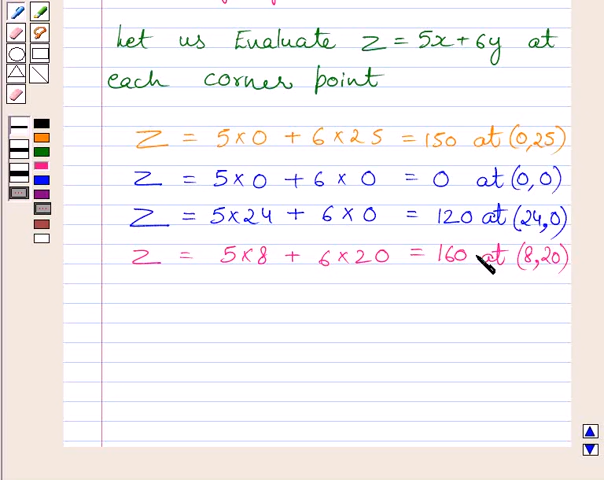 Let us Evaluate Z = 5x + 6y at
each corner point
Z = 5×0 + 6×25 = 150 at (0,25)
Z = 5×0 + 6×0 = 0 at (0,0)
Z = 5×24 + 6×0 = 120 at (24,0)
Z = 5×8 + 6×20 = 160 at (8,20)